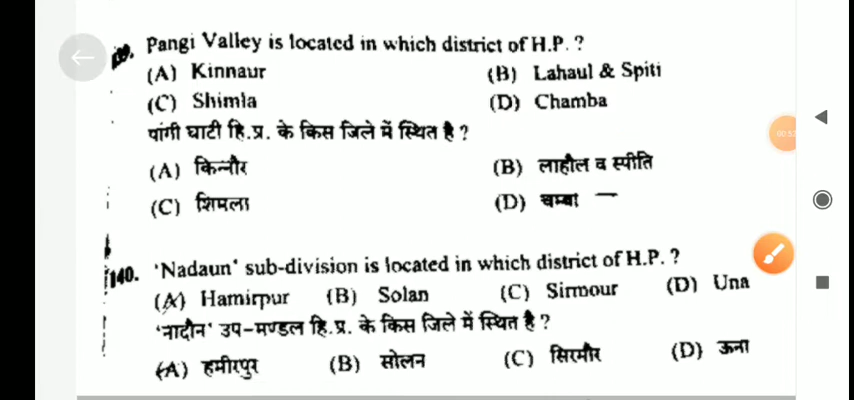 Pangi Valley is located in which district of H.P. ?
(A) Kinnaur (B) Lahaul & Spiti
(C) Shimla (D) Chamba
पांगी घाटी हि.प्र. के किस जिले में स्थित है ?
(A) किन्नौर (B) लाहौल व स्पीति
(C) शिमला (D) चम्बा
140. 'Nadaun' sub-division is located in which district of H.P. ?
(A) Hamirpur (B) Solan (C) Sirmour (D) Una
'नादौन' उप-मण्डल हि.प्र. के किस जिले में स्थित है ?
(A) हमीरपुर (B) सोलन (C) सिरमौर (D) ऊना